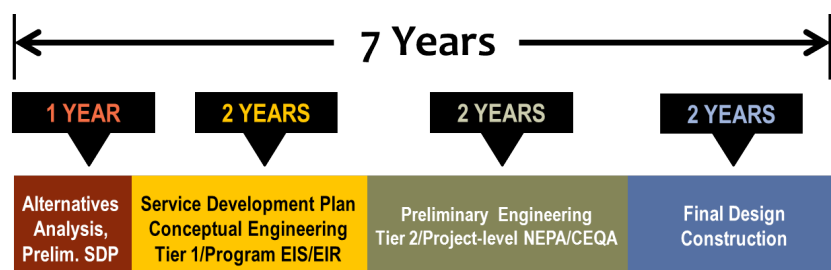 7 Years
1 YEAR
2 YEARS
2 YEARS
2 YEARS
Alternatives
Analysis,
Prelim. SDP
Service Development Plan
Conceptual Engineering
Tier 1/Program EIS/EIR
Preliminary Engineering
Tier 2/Project-level NEPA/CEQA
Final Design
Construction